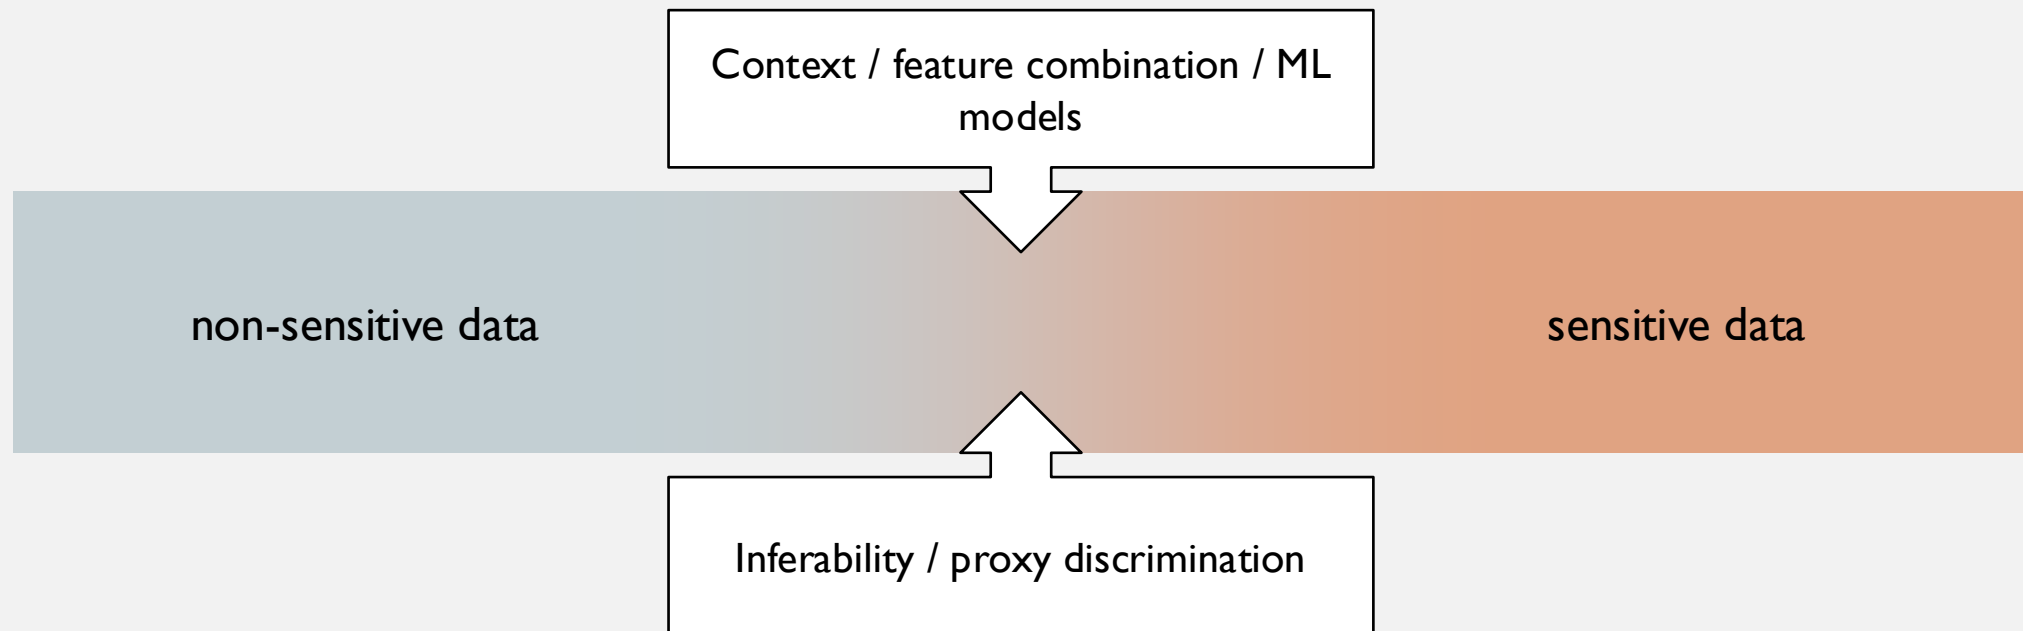 Context / feature combination / ML
models
non-sensitive data
sensitive data
Inferability / proxy discrimination